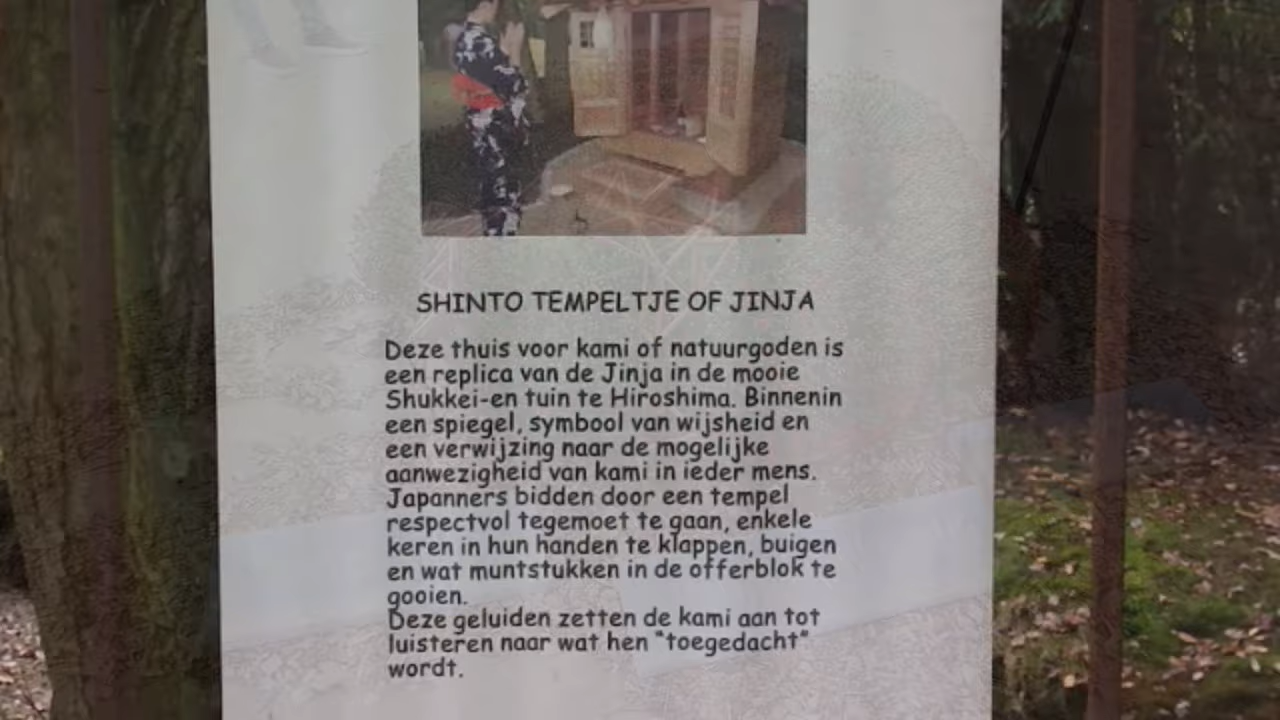 SHINTO TEMPELTJE OF JINJA
Deze thuis voor kami of natuurgoden is
een replica van de Jinja in de mooie
Shukkei-en tuin te Hiroshima. Binnenin
een spiegel, symbool van wijsheid en
een verwijzing naar de mogelijke
aanwezigheid van kami in ieder mens.
Japanners bidden door een tempel
respectvol tegemoet te gaan, enkele
keren in hun handen te klappen, buigen
en wat muntstukken in de offerblok te
gooien.
Deze geluiden zetten de kami aan tot
luisteren naar wat hen "toegedacht"
wordt.